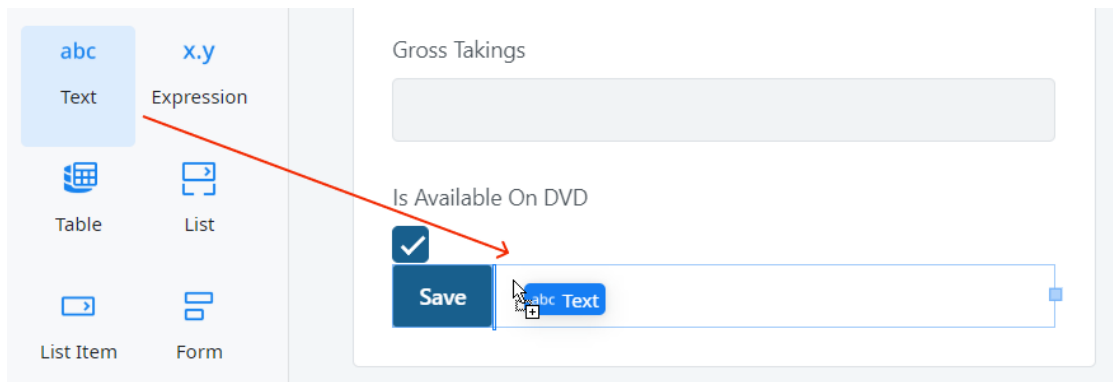 abc
x.y
Text
Expression
Table
List
List Item
Form
Gross Takings
Is Available On DVD
Save
abc Text